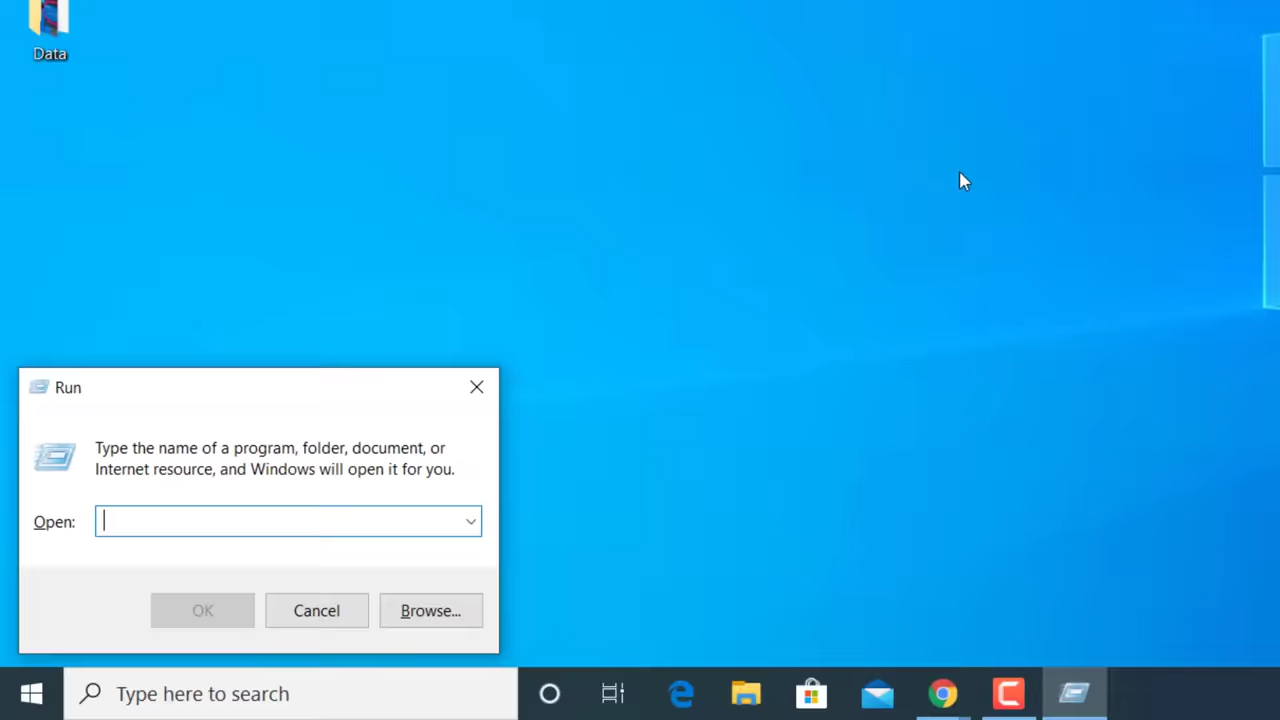 Data
Run
Type the name of a program, folder, document, or
Internet resource, and Windows will open it for you.
Open:
OK Cancel Browse...
Type here to search